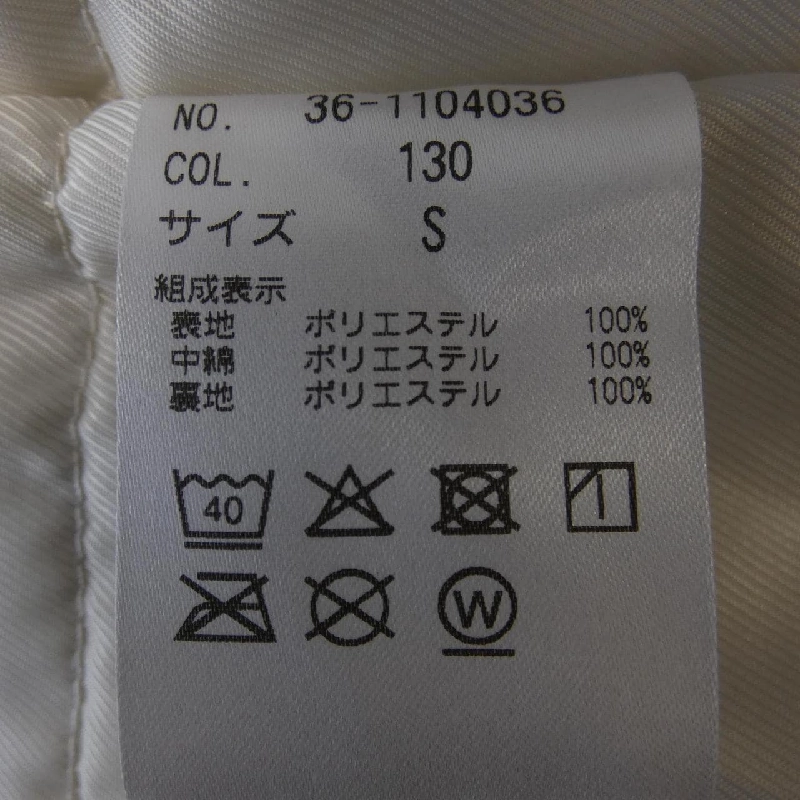 NO. 36-1104036
COL. 130
サイズ S
組成表示
表地 ポリエステル 100%
中綿 ポリエステル 100%
裏地 ポリエステル 100%
40
W